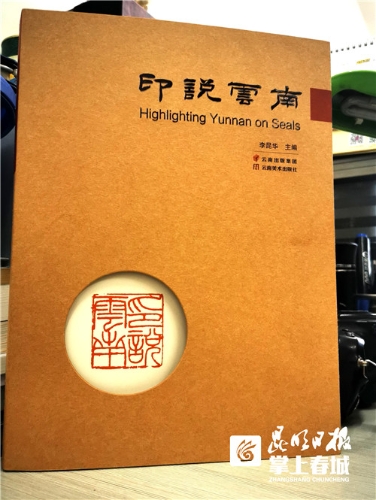 印説雲南
Highlighting Yunnan on Seals
李昆华 主编
云南出版集团
云南美术出版社
印説雲南
昆明日报
掌上春城
ZHANGSHANG CHUNCHENG